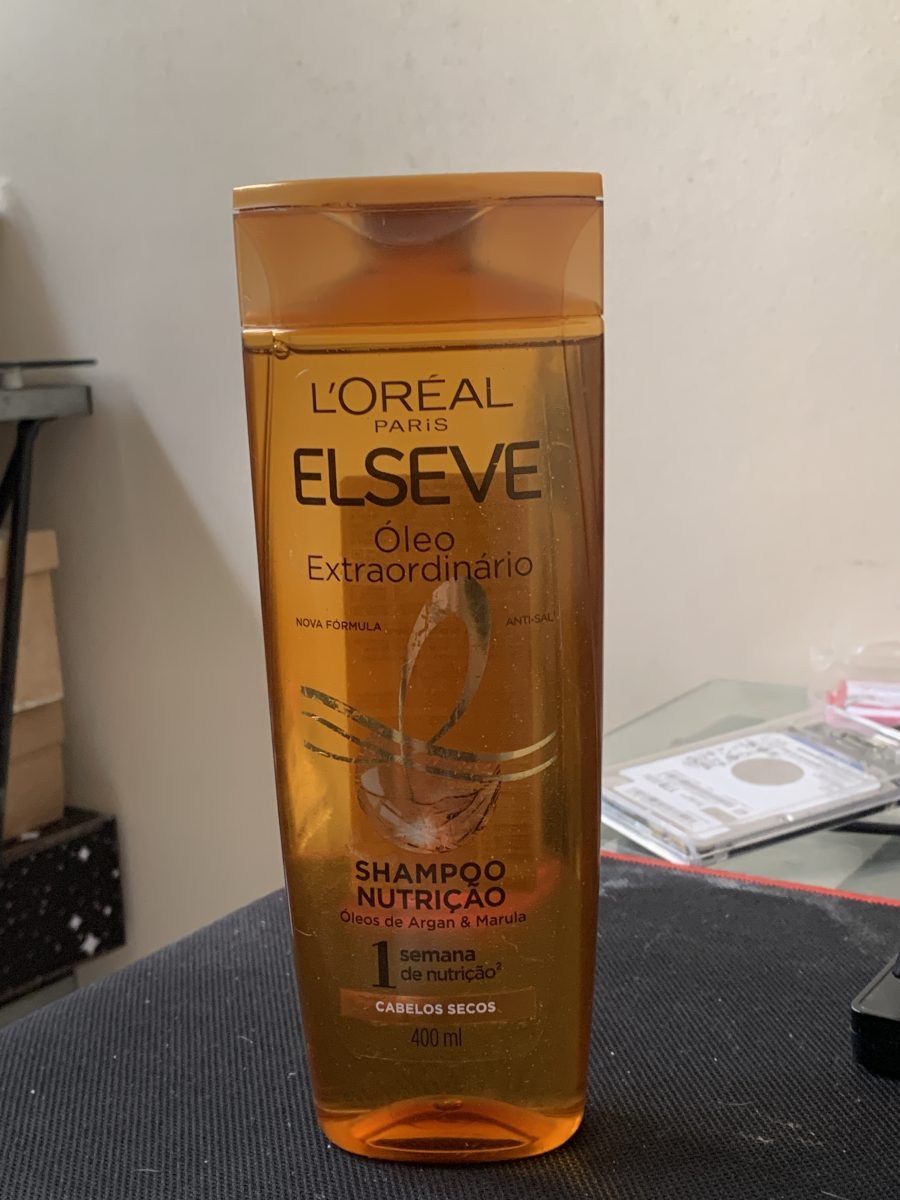 L'ORÉAL
PARiS
ELSEVE
Óleo
Extraordinário
NOVA FÓRMULA
ANTI-SAL¹
SHAMPOO
NUTRIÇÃO
Óleos de Argan & Marula
1 semana
de nutrição²
CABELOS SECOS
400 ml